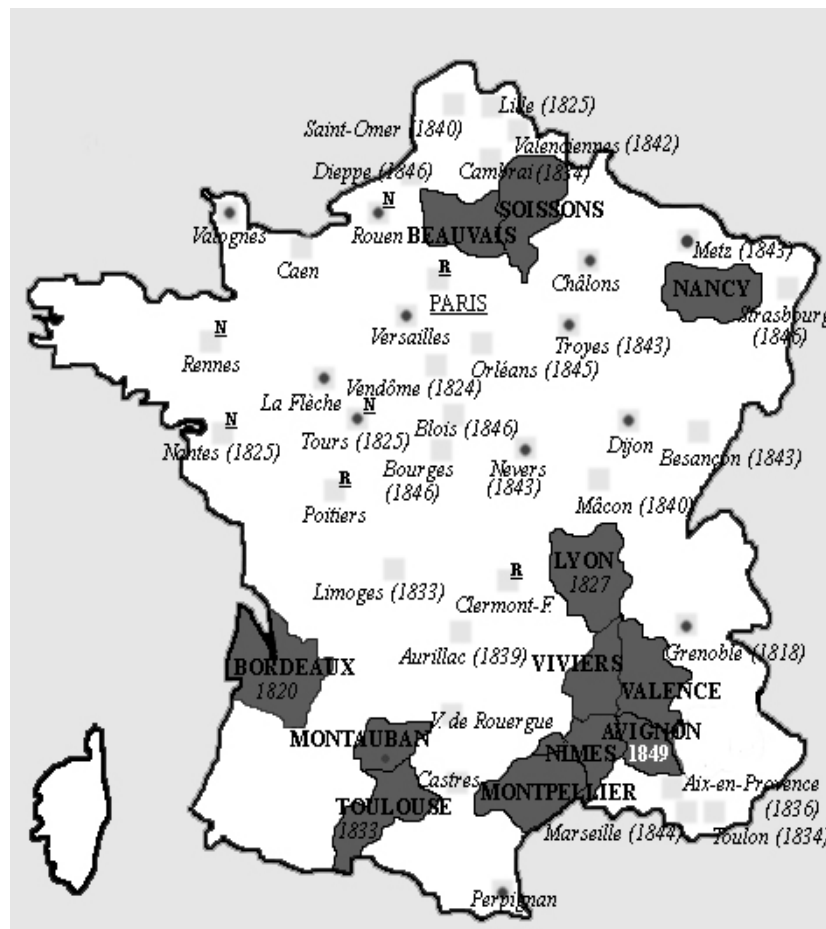 Lille (1825)
Saint-Omer (1840)
Valenciennes (1842)
Dieppe (1846)
Cambrai (1834)
N
SOISSONS
Valognes
Rouen
BEAUVAIS
Metz (1843)
Caen
Châlons
R
NANCY
PARIS
Strasbourg
(1846)
Versailles
N
Troyes (1843)
Orléans (1845)
Rennes
Vendôme (1824)
La Flèche
N
N
Blois (1846)
Tours (1825)
Dijon
Nantes (1825)
Besançon (1843)
Bourges
(1846)
Nevers
(1843)
R
Mâcon (1840)
Poitiers
LYON
1827
R
Limoges (1833)
Clermont-F.
Aurillac (1839)
Grenoble (1818)
BORDEAUX
1820
VIVIERS
VALENCE
V. de Rouergue
MONTAUBAN
AVIGNON
1849
NIMES
Castres
Aix-en-Provence
(1836)
MONTPELLIER
TOULOUSE
1833
Marseille (1844)
Toulon (1834)
Perpignan